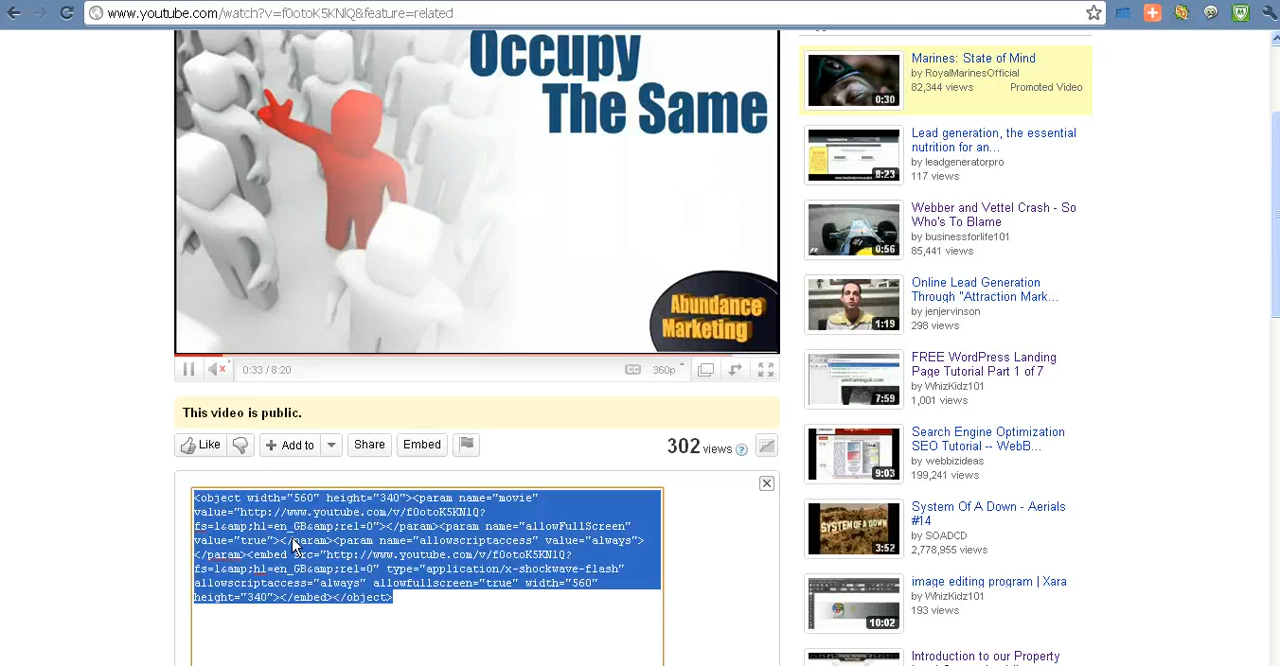 www.youtube.com/watch?v=f0otoK5KNlQ&feature=related
Occupy
The Same
Abundance
Marketing
0:33 / 8:20
CC
360p
This video is public.
Add to
Share
Embed
302 views
<object width="560" height="340"><param name="movie"
value="http://www.youtube.com/v/f0otoK5KNlQ?
fs=1&amp;hl=en_GB&amp;rel=0"></param><param name="allowFullScreen"
value="true"></param><param name="allowscriptaccess" value="always">
</param><embed src="http://www.youtube.com/v/f0otoK5KNlQ?
fs=1&amp;hl=en_GB&amp;rel=0" type="application/x-shockwave-flash"
allowscriptaccess="always" allowfullscreen="true" width="560"
height="340"></embed></object>
0:30
Marines: State of Mind
by RoyalMarinesOfficial
82,344 views Promoted Video
8:23
Lead generation, the essential
nutrition for an...
by leadgeneratorpro
117 views
0:56
Webber and Vettel Crash - So
Who's To Blame
by businessforlife101
85,441 views
1:19
Online Lead Generation
Through "Attraction Mark...
by jenjervinson
298 views
7:59
FREE WordPress Landing
Page Tutorial Part 1 of 7
by WhizKidz101
1,001 views
9:03
Search Engine Optimization
SEO Tutorial -- WebB...
by webbizideas
199,241 views
SYSTEM OF A DOWN
3:52
System Of A Down - Aerials
#14
by SOADCD
2,778,955 views
10:02
image editing program | Xara
by WhizKidz101
193 views
Introduction to our Property